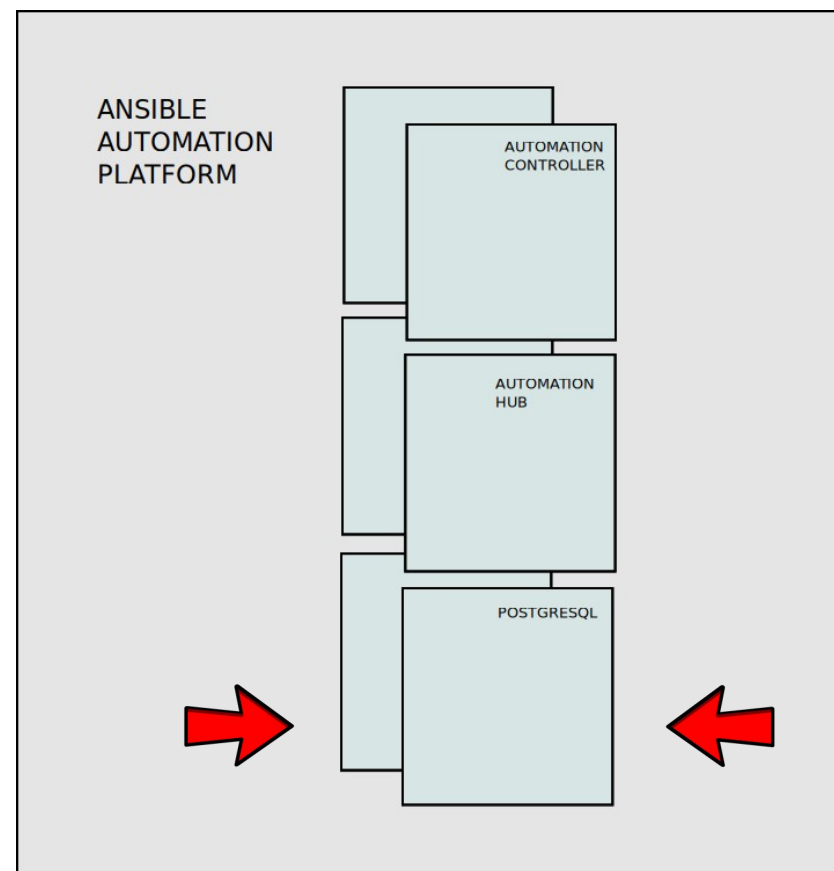 ANSIBLE
AUTOMATION
PLATFORM
AUTOMATION
CONTROLLER
AUTOMATION
HUB
POSTGRESQL